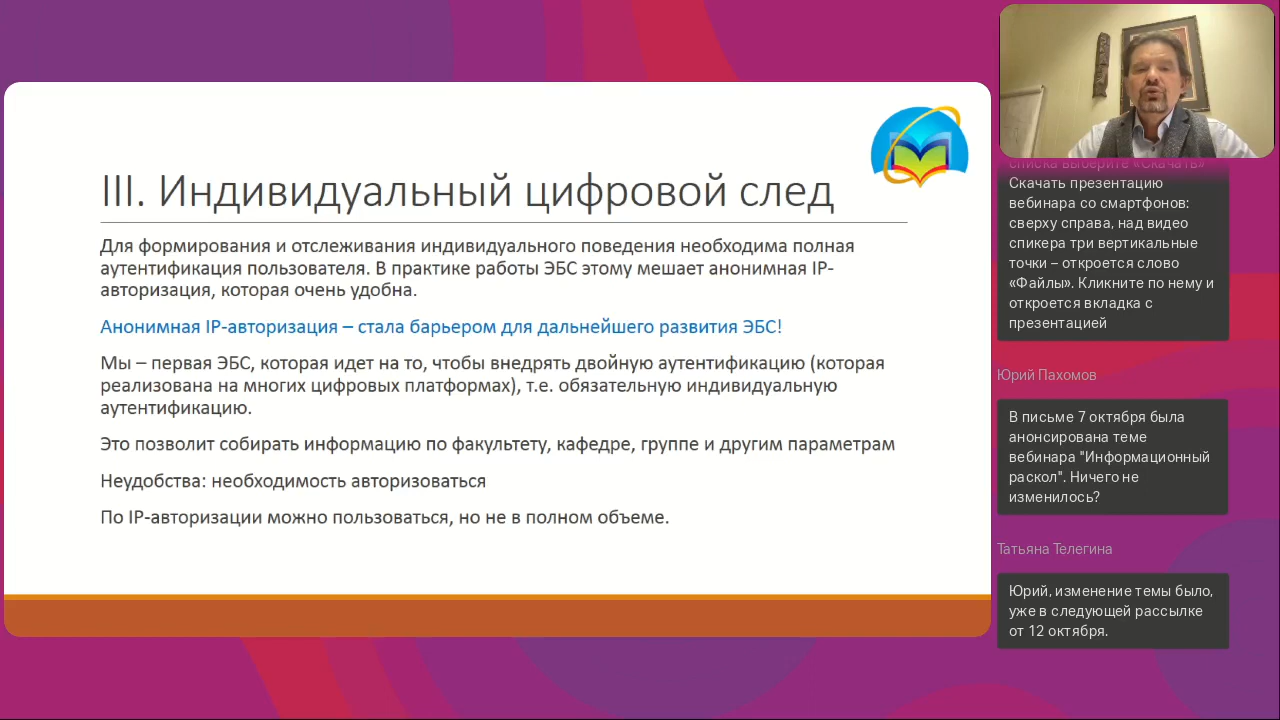 III. Индивидуальный цифровой след
Для формирования и отслеживания индивидуального поведения необходима полная
аутентификация пользователя. В практике работы ЭБС этому мешает анонимная IP-
авторизация, которая очень удобна.
Анонимная IP-авторизация – стала барьером для дальнейшего развития ЭБС!
Мы – первая ЭБС, которая идет на то, чтобы внедрять двойную аутентификацию (которая
реализована на многих цифровых платформах), т.е. обязательную индивидуальную
аутентификацию.
Это позволит собирать информацию по факультету, кафедре, группе и другим параметрам
Неудобства: необходимость авторизоваться
По IP-авторизации можно пользоваться, но не в полном объеме.
списка выберите «Скачать»
Скачать презентацию
вебинара со смартфонов:
сверху справа, над видео
спикера три вертикальные
точки – откроется слово
«Файлы». Кликните по нему и
откроется вкладка с
презентацией
Юрий Пахомов
В письме 7 октября была
анонсирована теме
вебинара "Информационный
раскол". Ничего не
изменилось?
Татьяна Телегина
Юрий, изменение темы было,
уже в следующей рассылке
от 12 октября.